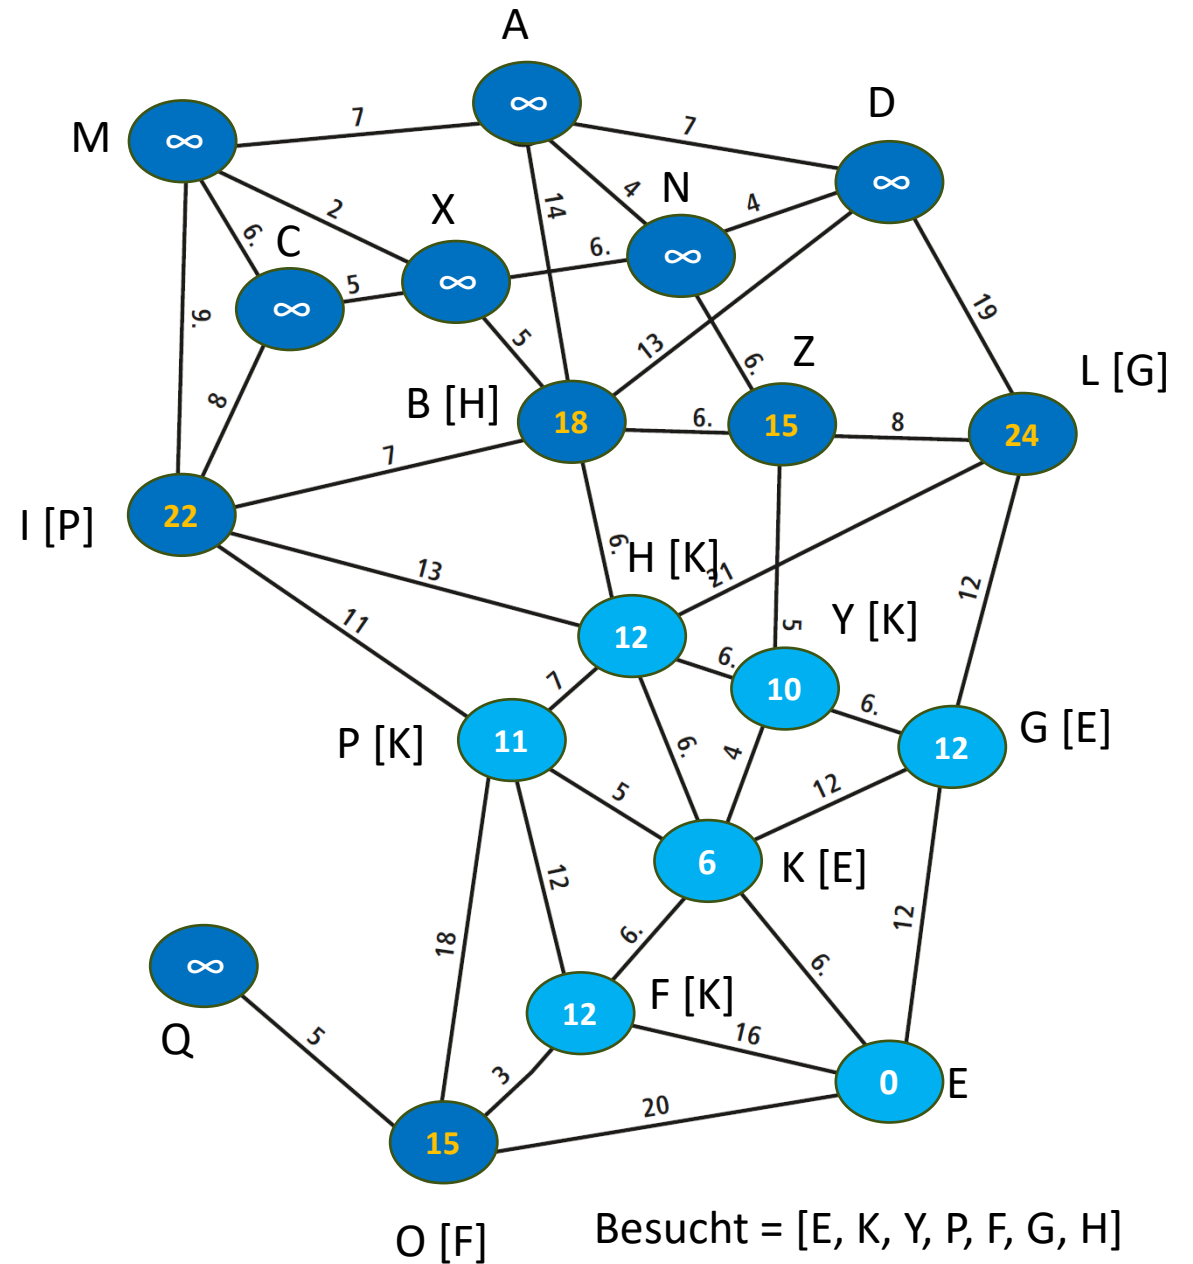 A
∞
D
7
7
M
∞
∞
4
N
4
2
14
X
6.
C
6.
∞
∞
5
∞
19
9.
5
13
6.
Z
8
B [H]
L [G]
18
6.
15
8
24
7
I [P]
22
6.
H [K]
21
13
12
11
12
5
Y [K]
6.
7
10
6.
G [E]
P [K]
11
6.
4
12
5
12
6
K [E]
12
12
18
6.
6.
∞
F [K]
12
16
Q
5
3
0
E
20
15
Besucht = [E, K, Y, P, F, G, H]
O [F]